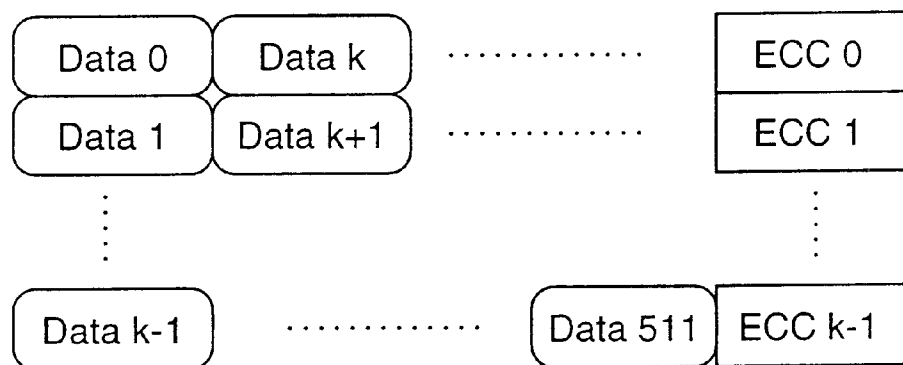 Data 0 Data k ECC 0
Data 1 Data k+1 ECC 1
Data k-1 Data 511 ECC k-1